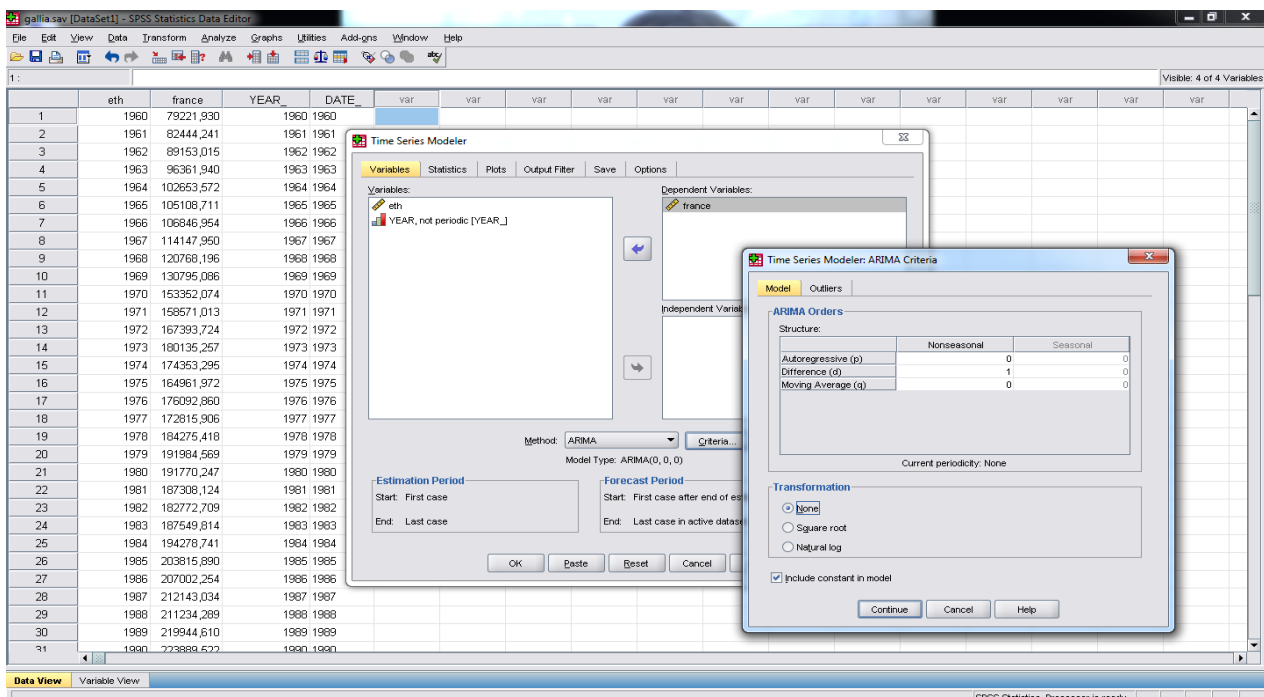 gallia.sav [DataSet1] - SPSS Statistics Data Editor
File Edit View Data Transform Analyze Graphs Utilities Add-ons Window Help
1 :
Visible: 4 of 4 Variables
eth france YEAR_ DATE_ var var var var var var var var var var var var var
1 1960 79221,930 1960 1960
2 1961 82444,241 1961 1961
3 1962 89153,015 1962 1962
4 1963 96361,940 1963 1963
5 1964 102653,572 1964 1964
6 1965 105108,711 1965 1965
7 1966 106846,954 1966 1966
8 1967 114147,950 1967 1967
9 1968 120768,196 1968 1968
10 1969 130795,086 1969 1969
11 1970 153352,074 1970 1970
12 1971 158571,013 1971 1971
13 1972 167393,724 1972 1972
14 1973 180135,257 1973 1973
15 1974 174353,295 1974 1974
16 1975 164961,972 1975 1975
17 1976 176092,860 1976 1976
18 1977 172815,906 1977 1977
19 1978 184275,418 1978 1978
20 1979 191984,569 1979 1979
21 1980 191770,247 1980 1980
22 1981 187308,124 1981 1981
23 1982 182772,709 1982 1982
24 1983 187549,814 1983 1983
25 1984 194278,741 1984 1984
26 1985 203815,890 1985 1985
27 1986 207002,254 1986 1986
28 1987 212143,034 1987 1987
29 1988 211234,289 1988 1988
30 1989 219944,610 1989 1989
31 1990 223889,522 1990 1990
Data View Variable View
SPSS Statistics Processor is ready
Time Series Modeler
Variables Statistics Plots Output Filter Save Options
Variables:
eth
YEAR, not periodic [YEAR_]
Dependent Variables:
france
Independent Variab
Method: ARIMA Criteria...
Model Type: ARIMA(0, 0, 0)
Estimation Period
Start: First case
End: Last case
Forecast Period
Start: First case after end of es
End: Last case in active datase
OK Paste Reset Cancel
Time Series Modeler: ARIMA Criteria
Model Outliers
ARIMA Orders
Structure:
Nonseasonal Seasonal
Autoregressive (p) 0 0
Difference (d) 1 0
Moving Average (q) 0 0
Current periodicity: None
Transformation
None
Square root
Natural log
Include constant in model
Continue Cancel Help